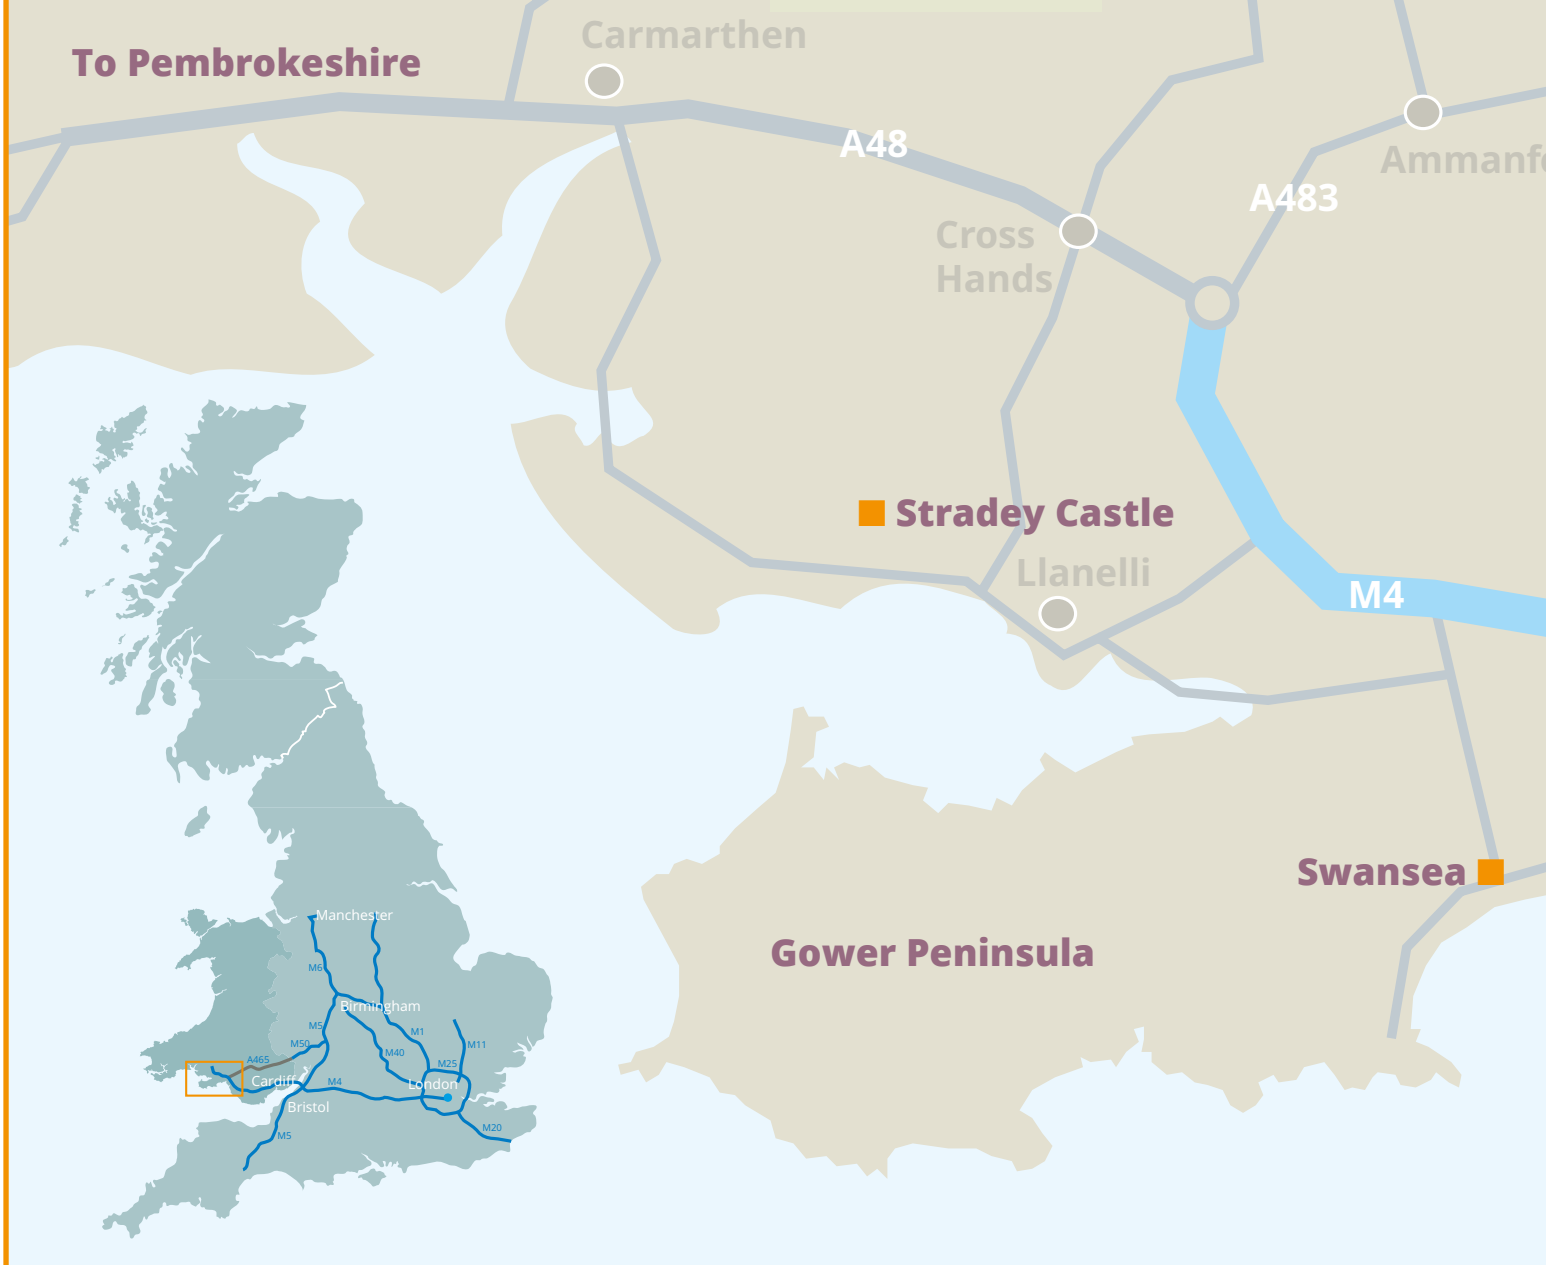 Carmarthen
To Pembrokeshire
A48
Ammanf
A483
Cross
Hands
Stradey Castle
Llanelli
M4
Swansea
Gower Peninsula
Manchester
M6
Birmingham
M5
M1
M50
M40
M11
A465
M25
Cardiff
M4
London
Bristol
M5
M20